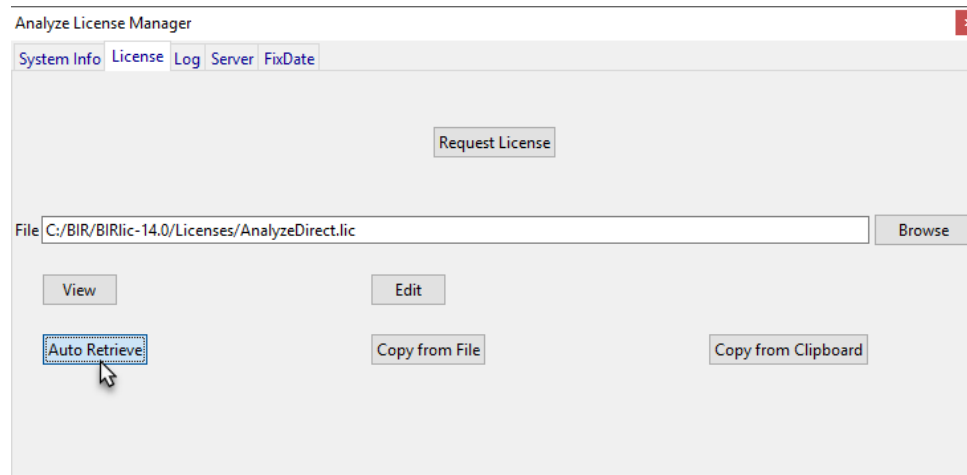 Analyze License Manager
System Info License Log Server FixDate
Request License
File C:/BIR/BIRlic-14.0/Licenses/AnalyzeDirect.lic Browse
View Edit
Auto Retrieve Copy from File Copy from Clipboard